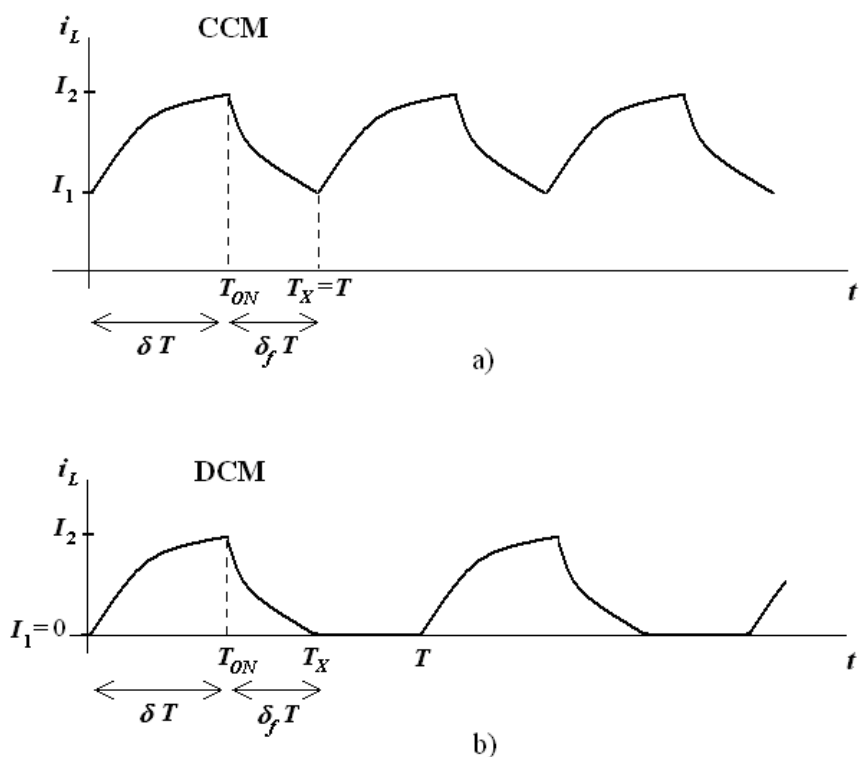 i_L CCM
I_2
I_1
T_ON T_X = T t
δ T δ_f T
a)
i_L DCM
I_2
I_1 = 0
T_ON T_X T t
δ T δ_f T
b)